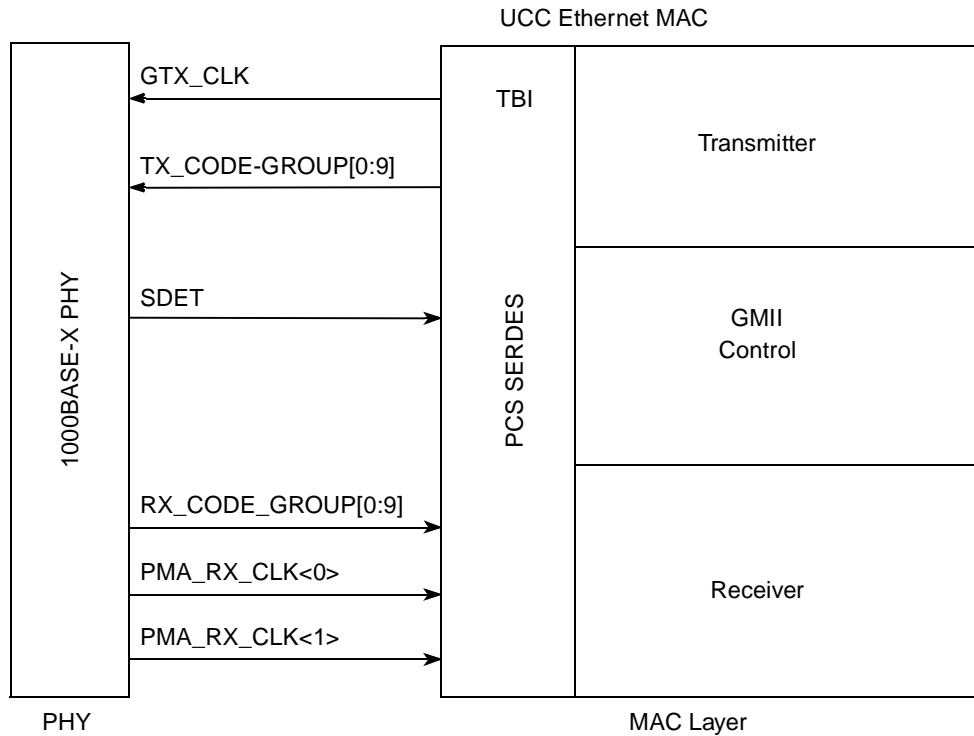 UCC Ethernet MAC
GTX_CLK
TBI
Transmitter
TX_CODE-GROUP[0:9]
1000BASE-X PHY
SDET
PCS SERDES
GMII
Control
RX_CODE_GROUP[0:9]
PMA_RX_CLK<0>
Receiver
PMA_RX_CLK<1>
PHY
MAC Layer